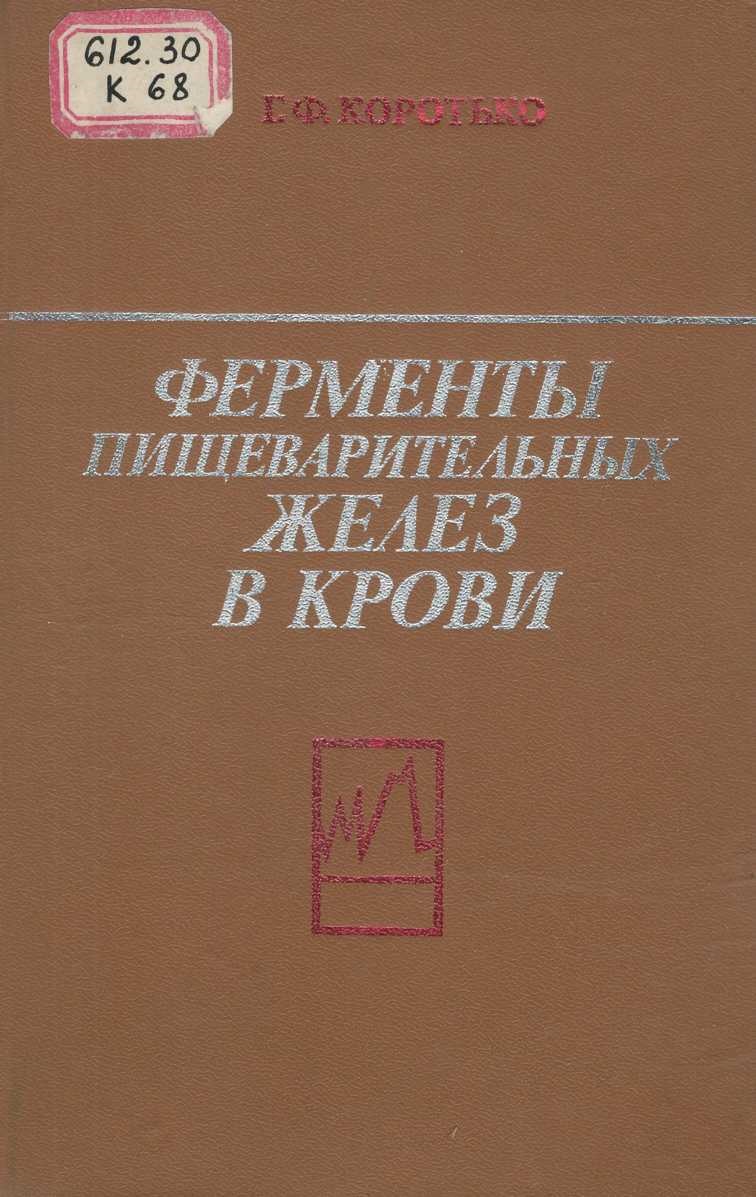 612.30
К 68
Г. Ф. КОРОТЬКО
ФЕРМЕНТЫ
ПИЩЕВАРИТЕЛЬНЫХ
ЖЕЛЕЗ
В КРОВИ